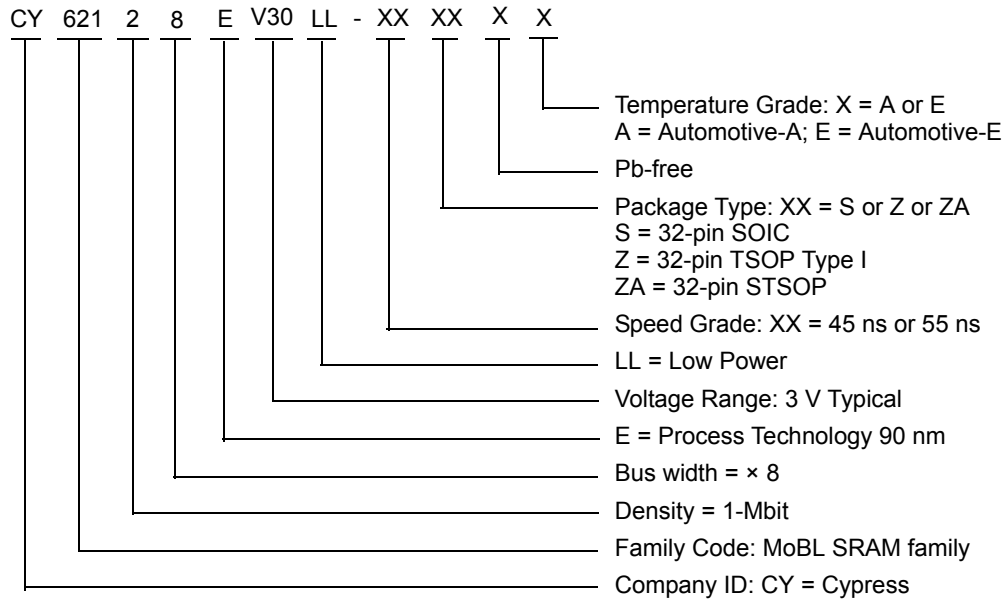 CY 621 2 8 E V30 LL - XX XX X X
Temperature Grade: X = A or E
A = Automotive-A; E = Automotive-E
Pb-free
Package Type: XX = S or Z or ZA
S = 32-pin SOIC
Z = 32-pin TSOP Type I
ZA = 32-pin STSOP
Speed Grade: XX = 45 ns or 55 ns
LL = Low Power
Voltage Range: 3 V Typical
E = Process Technology 90 nm
Bus width = × 8
Density = 1-Mbit
Family Code: MoBL SRAM family
Company ID: CY = Cypress